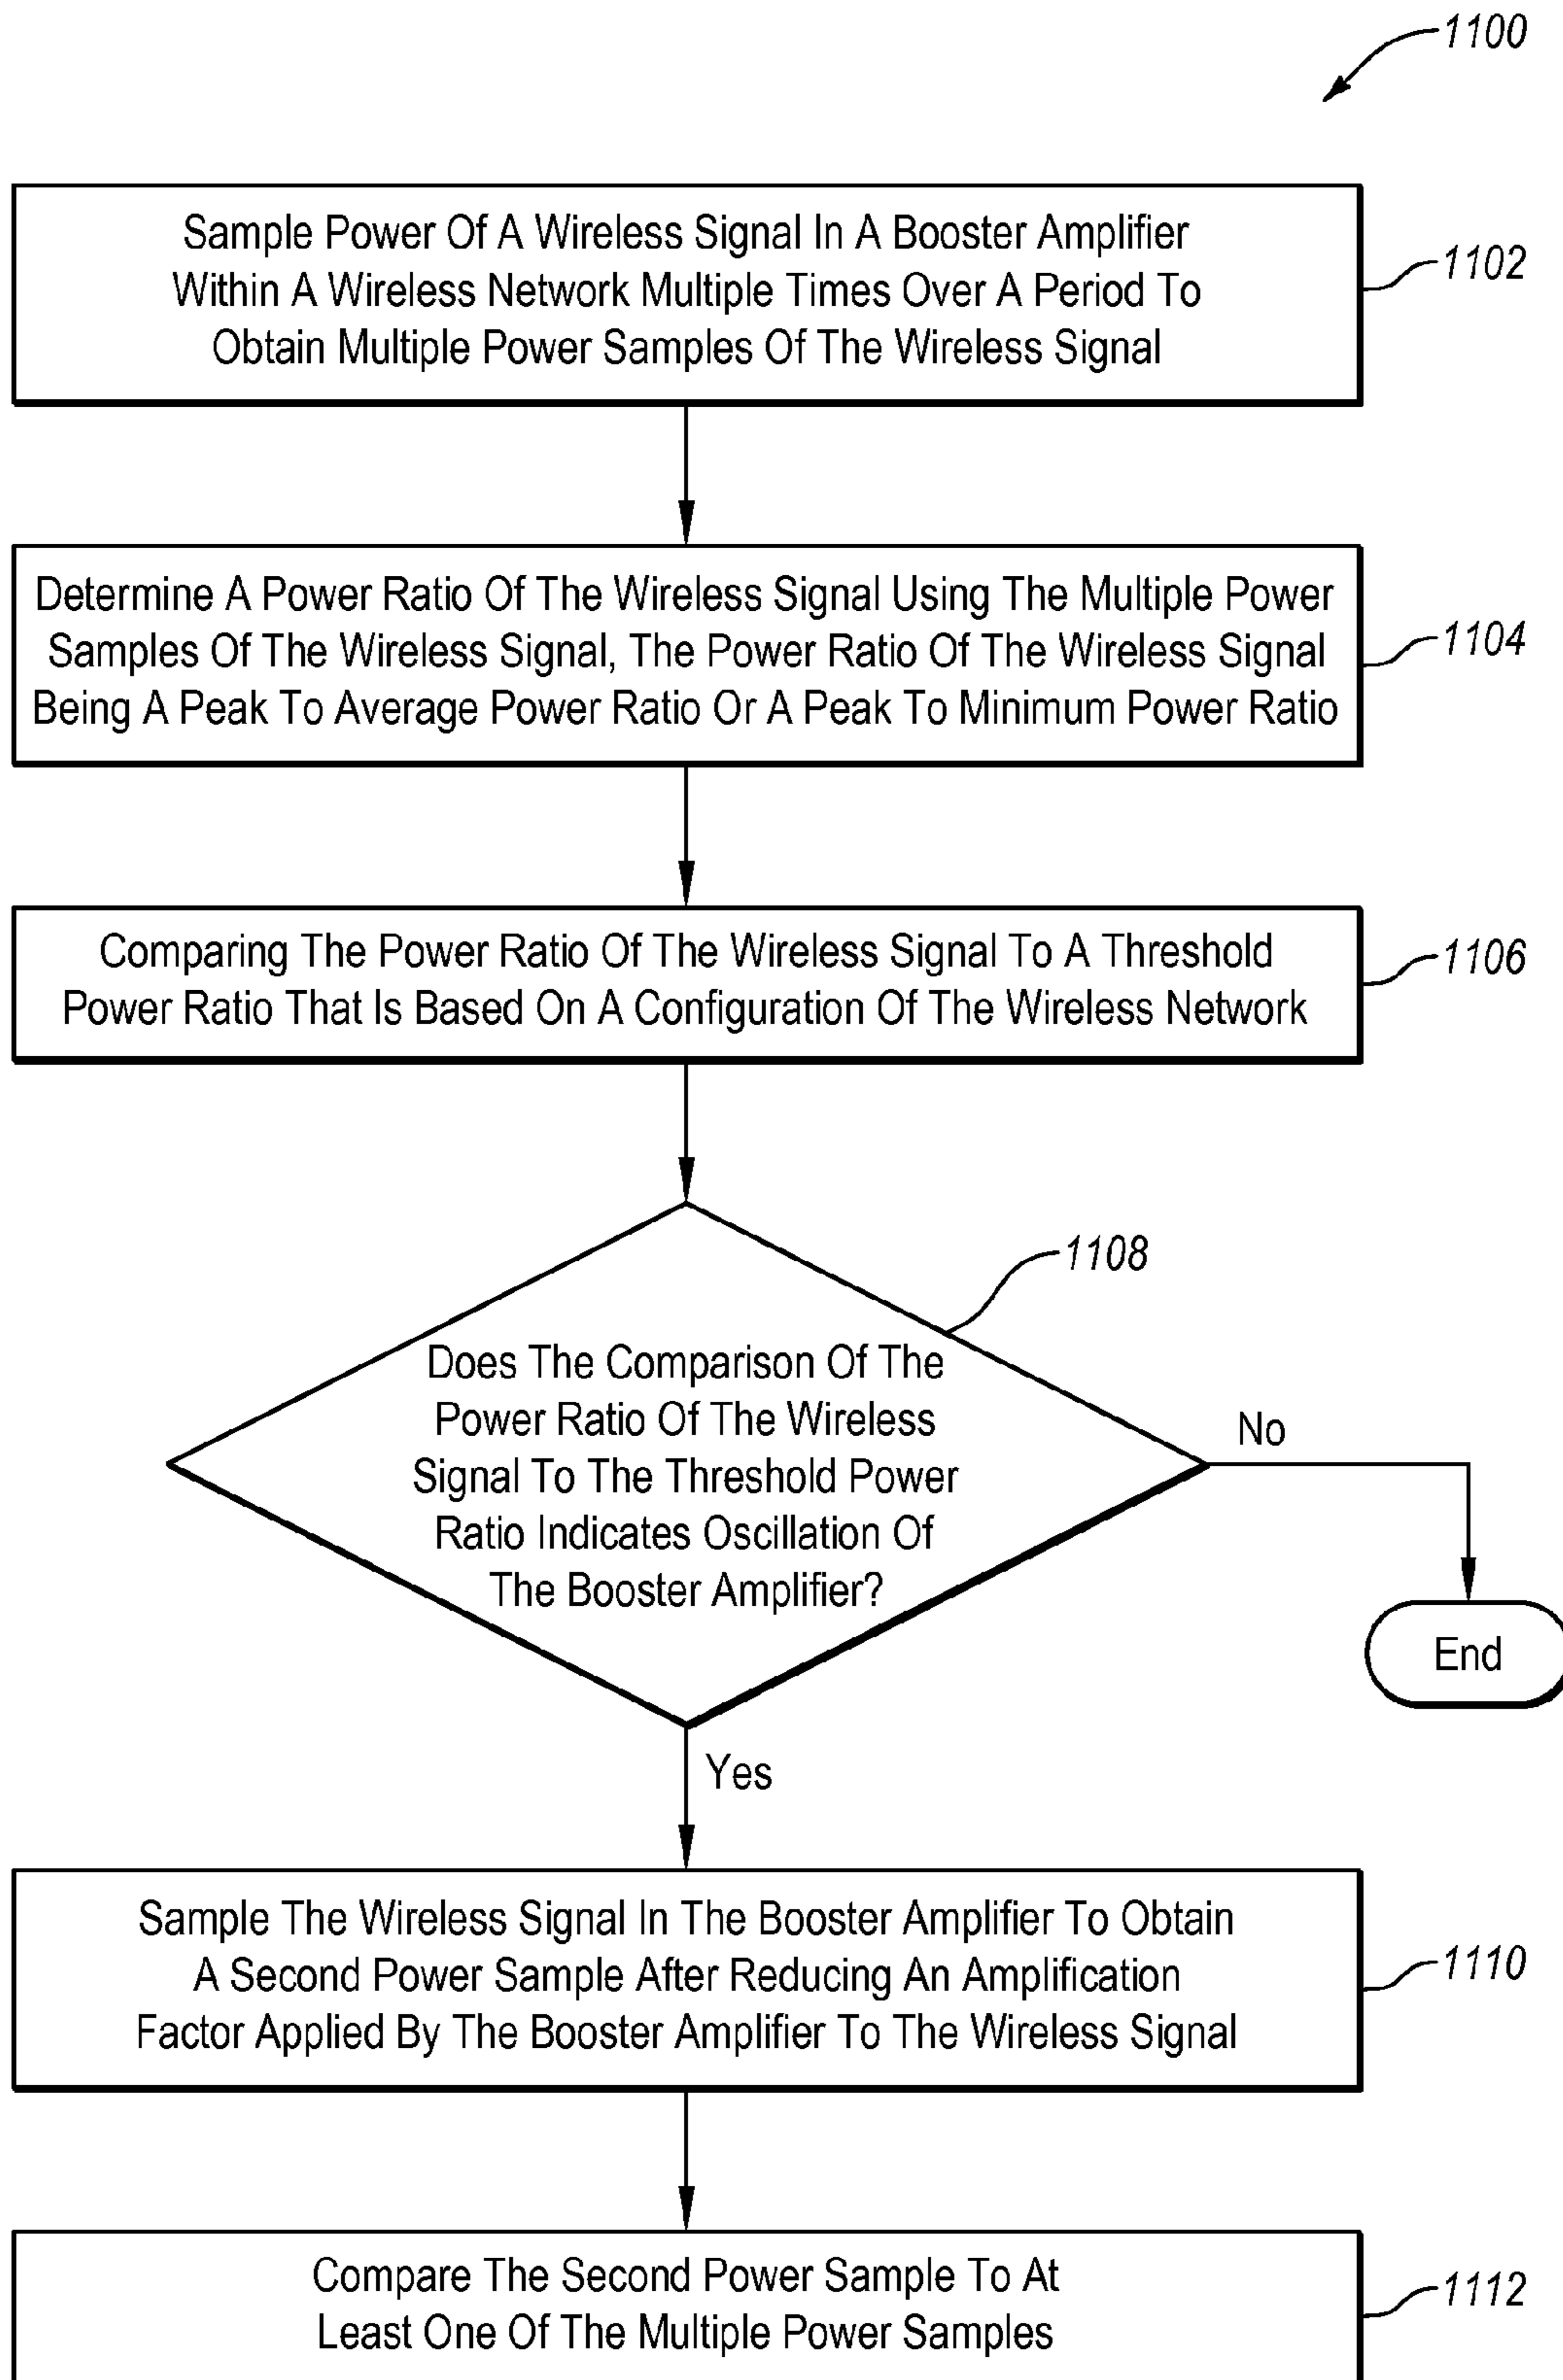 1100
Sample Power Of A Wireless Signal In A Booster Amplifier
Within A Wireless Network Multiple Times Over A Period To
Obtain Multiple Power Samples Of The Wireless Signal
1102
Determine A Power Ratio Of The Wireless Signal Using The Multiple Power
Samples Of The Wireless Signal, The Power Ratio Of The Wireless Signal
Being A Peak To Average Power Ratio Or A Peak To Minimum Power Ratio
1104
Comparing The Power Ratio Of The Wireless Signal To A Threshold
Power Ratio That Is Based On A Configuration Of The Wireless Network
1106
1108
Does The Comparison Of The
Power Ratio Of The Wireless
Signal To The Threshold Power
Ratio Indicates Oscillation Of
The Booster Amplifier?
No
End
Yes
Sample The Wireless Signal In The Booster Amplifier To Obtain
A Second Power Sample After Reducing An Amplification
Factor Applied By The Booster Amplifier To The Wireless Signal
1110
Compare The Second Power Sample To At
Least One Of The Multiple Power Samples
1112